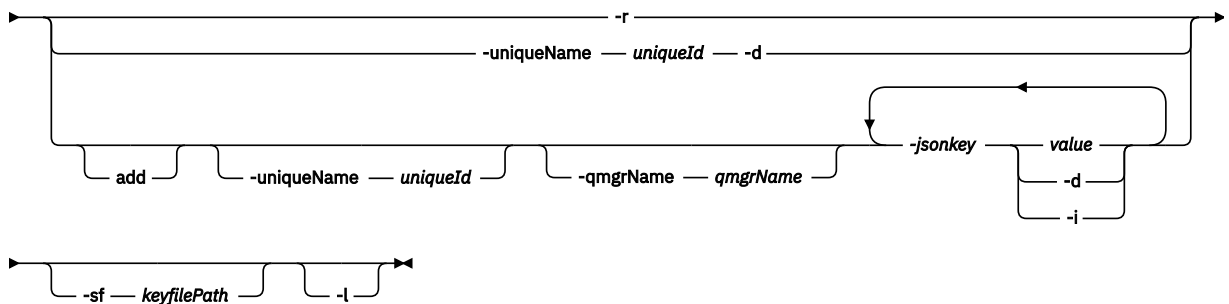 -r
-uniqueName uniqueId -d
-jsonkey value
add -uniqueName uniqueId -qmgrName qmgrName -d
-i
-sf keyfilePath -l